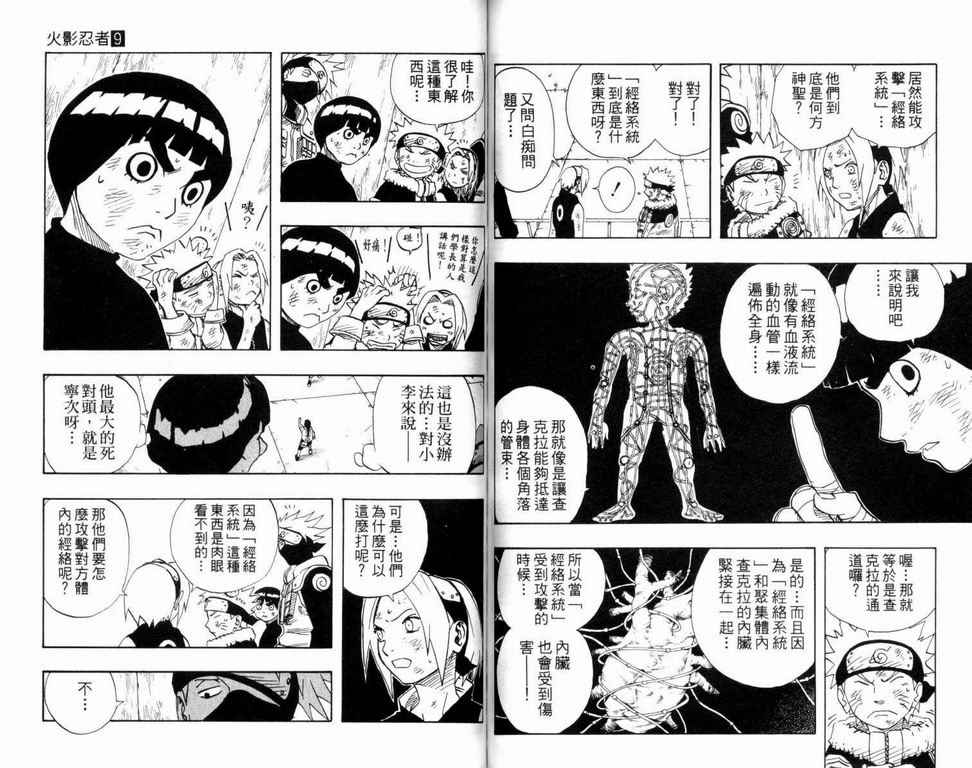 火影忍者9
居然能攻
擊「經絡
系統」…
他們到
底是何方
神聖?
對了!
對了!
「經絡系統
」到底是什
麼東西呀?
又問白痴問
題了…
!
讓我
來說明吧
……
「經絡系統」
就像有血液流
動的血管一樣
遍佈全身……
那就像是讓查
克拉能夠抵達
身體各個角落
的管束…
喔…那就
等於是查
克拉的通
道囉?
是的…而且因
為「經絡系統
」和聚集體內
查克拉的內臟
緊接在一起…
所以當「
經絡系統」
受到攻擊的
時候…
內臟
也會受到傷
害——!
哇!你
很了解
這種東
西呢…
你怎麼這
樣對算是我
們學長的人
講話呢!
碰!
好痛!
咦?
這也是沒辦
法的…對小
李來說——
他最大的死
對頭,就是
寧次呀…
可是…他們
為什麼可以
這麼打呢?
因為「經絡
系統」這種
東西是肉眼
看不到的…
那他們要怎
麼攻擊對方體
內的經絡呢?
不…